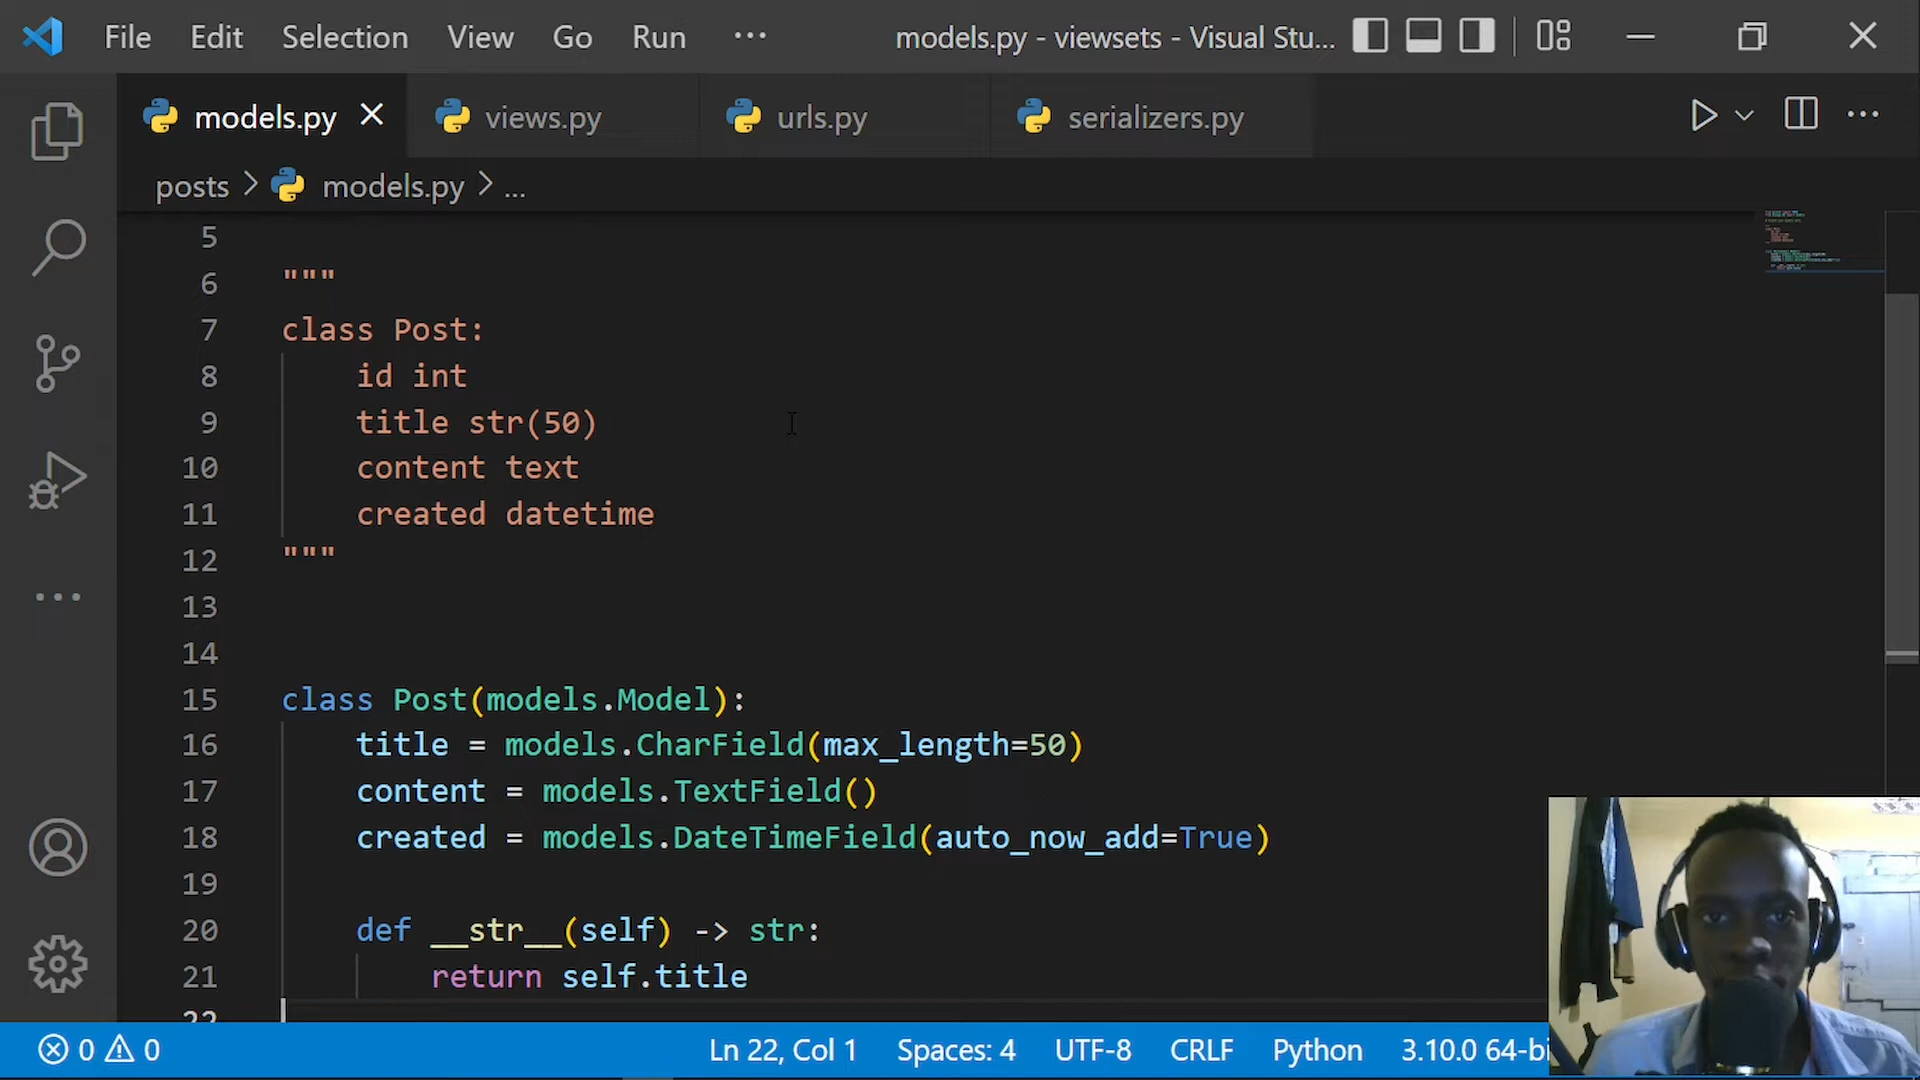 File Edit Selection View Go Run ··· models.py - viewsets - Visual Stu...
models.py views.py urls.py serializers.py
posts > models.py > ...
5
6 """
7 class Post:
8 id int
9 title str(50)
10 content text
11 created datetime
12 """
13
14
15 class Post(models.Model):
16 title = models.CharField(max_length=50)
17 content = models.TextField()
18 created = models.DateTimeField(auto_now_add=True)
19
20 def __str__(self) -> str:
21 return self.title
22
0 0 Ln 22, Col 1 Spaces: 4 UTF-8 CRLF Python 3.10.0 64-bi